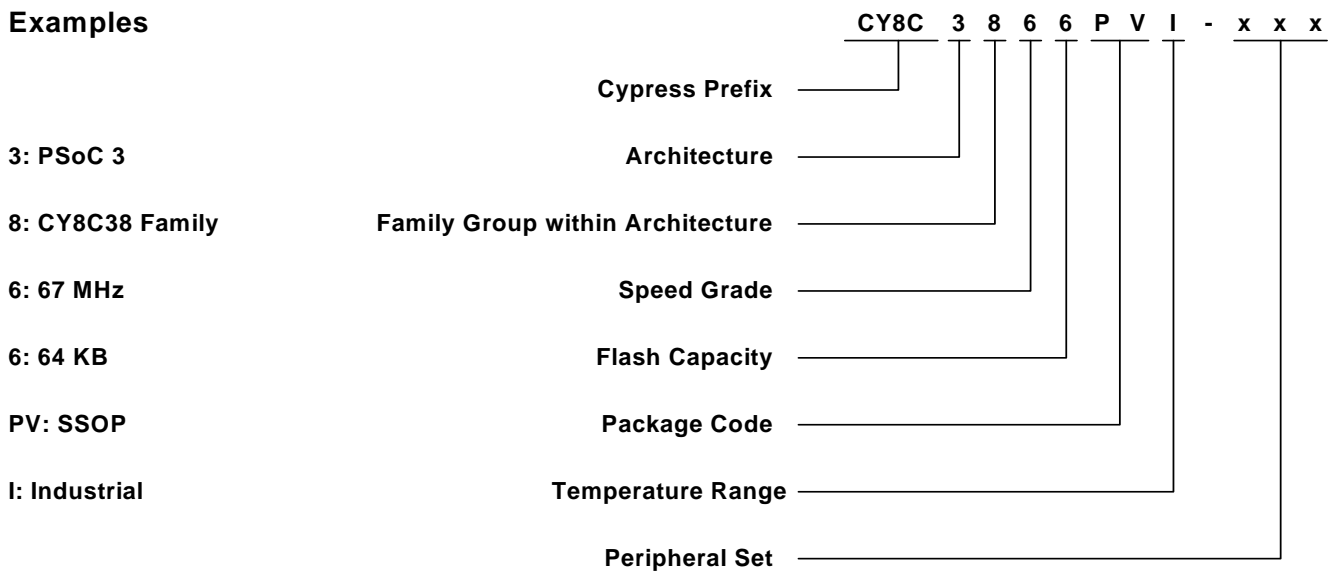 Examples CY8C 3 8 6 6 P V I - x x x
Cypress Prefix
3: PSoC 3 Architecture
8: CY8C38 Family Family Group within Architecture
6: 67 MHz Speed Grade
6: 64 KB Flash Capacity
PV: SSOP Package Code
I: Industrial Temperature Range
Peripheral Set